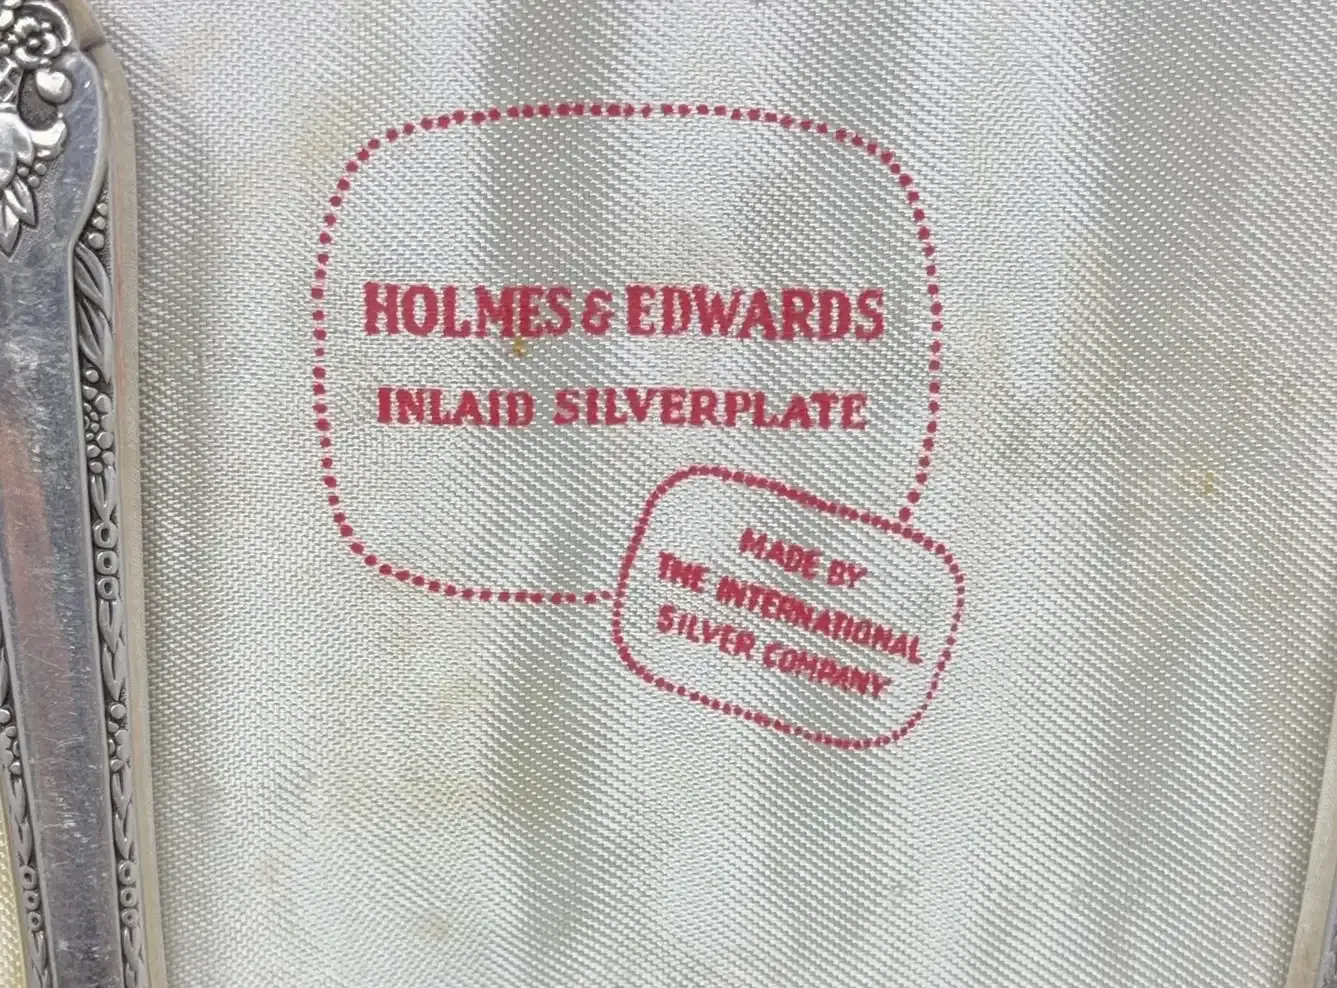 HOLMES & EDWARDS
INLAID SILVERPLATE
MADE BY
THE INTERNATIONAL
SILVER COMPANY